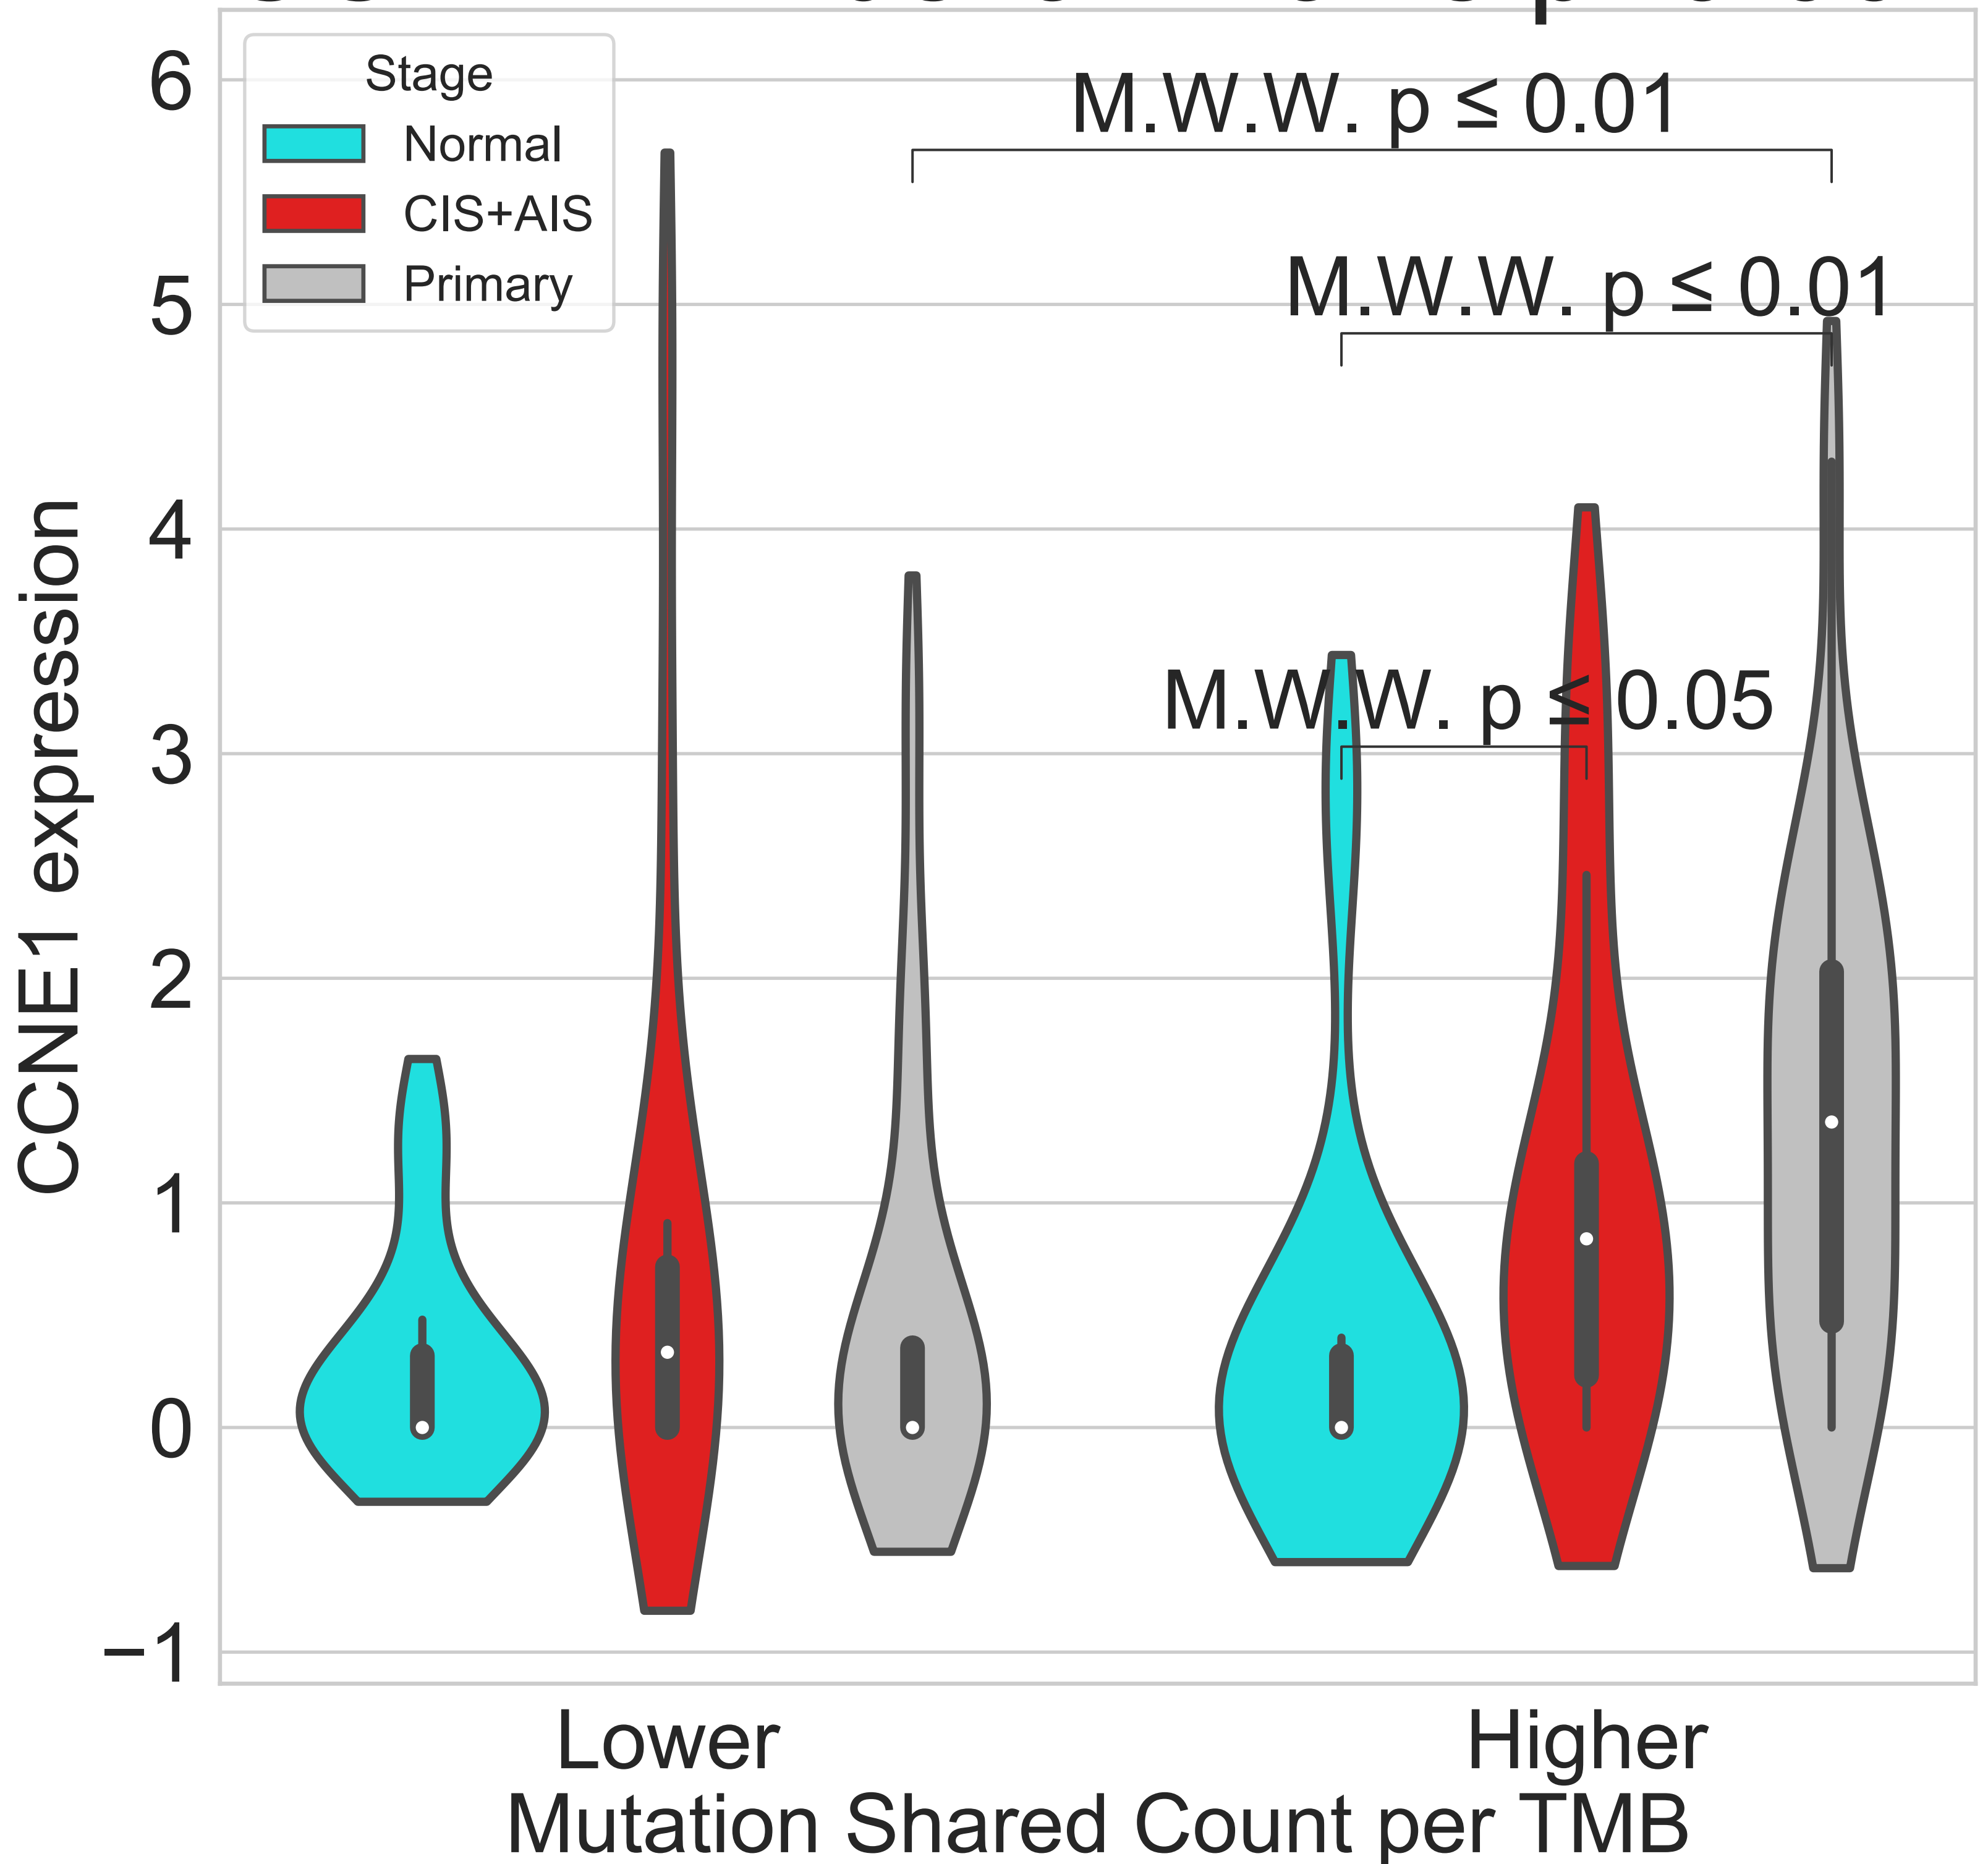 Stage
Normal
CIS+AIS
Primary
M.W.W. p ≤ 0.01
M.W.W. p ≤ 0.01
M.W.W. p ≤ 0.05
6
5
4
3
2
1
0
−1
CCNE1 expression
Lower
Higher
Mutation Shared Count per TMB